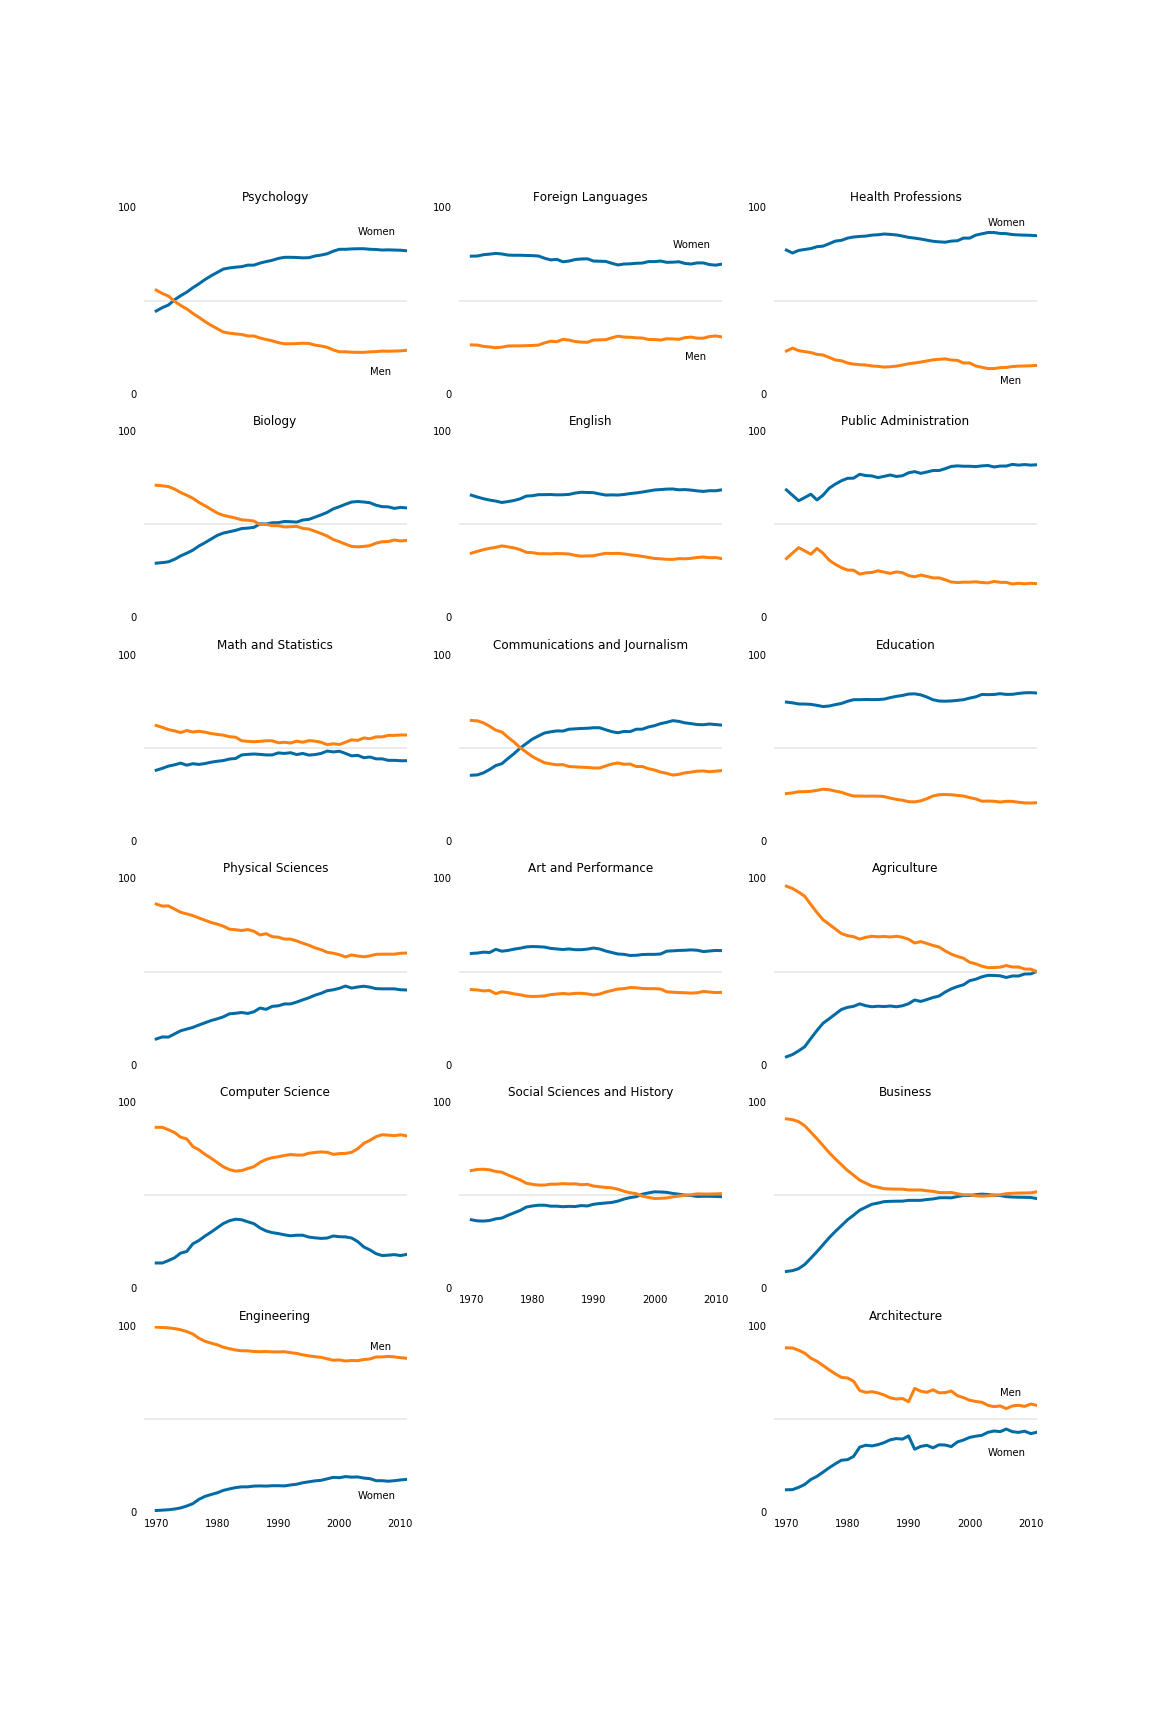 Psychology
100
Women
Men
0
Foreign Languages
100
Women
Men
0
Health Professions
100
Women
Men
0
Biology
100
0
English
100
0
Public Administration
100
0
Math and Statistics
100
0
Communications and Journalism
100
0
Education
100
0
Physical Sciences
100
0
Art and Performance
100
0
Agriculture
100
0
Computer Science
100
0
Social Sciences and History
100
0
1970 1980 1990 2000 2010
Business
100
0
Engineering
100
Men
Women
0
1970 1980 1990 2000 2010
Architecture
100
Men
Women
0
1970 1980 1990 2000 2010